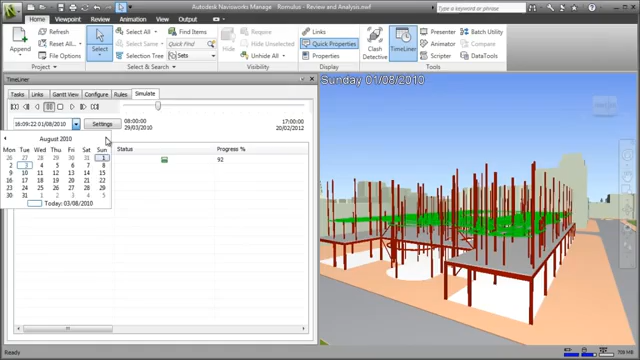 Autodesk Navisworks Manage   Romulus - Review and Analysis.nwf
Home Viewpoint Review Animation View Output
Append
Refresh
Reset All...
File Options
Project
Select
Select All
Select Same
Selection Tree
Find Items
Quick Find
Sets
Select & Search
Hide
Require
Hide Unselected
Unhide All
Visibility
Links
Quick Properties
Properties
Display
Clash Detective
TimeLiner
Presenter
Animator
Scripter
Batch Utility
Compare
DataTools
Tools
TimeLiner
Tasks Links Gantt View Configure Rules Simulate
16:09:22 01/08/2010
Settings
08:00:00
29/03/2010
17:00:00
20/02/2012
August 2010
Mon Tue Wed Thu Fri Sat Sun
26 27 28 29 30 31 1
2 3 4 5 6 7 8
9 10 11 12 13 14 15
16 17 18 19 20 21 22
23 24 25 26 27 28 29
30 31 1 2 3 4 5
Today: 03/08/2010
Status
Progress %
92
Sunday 01/08/2010
708 MB